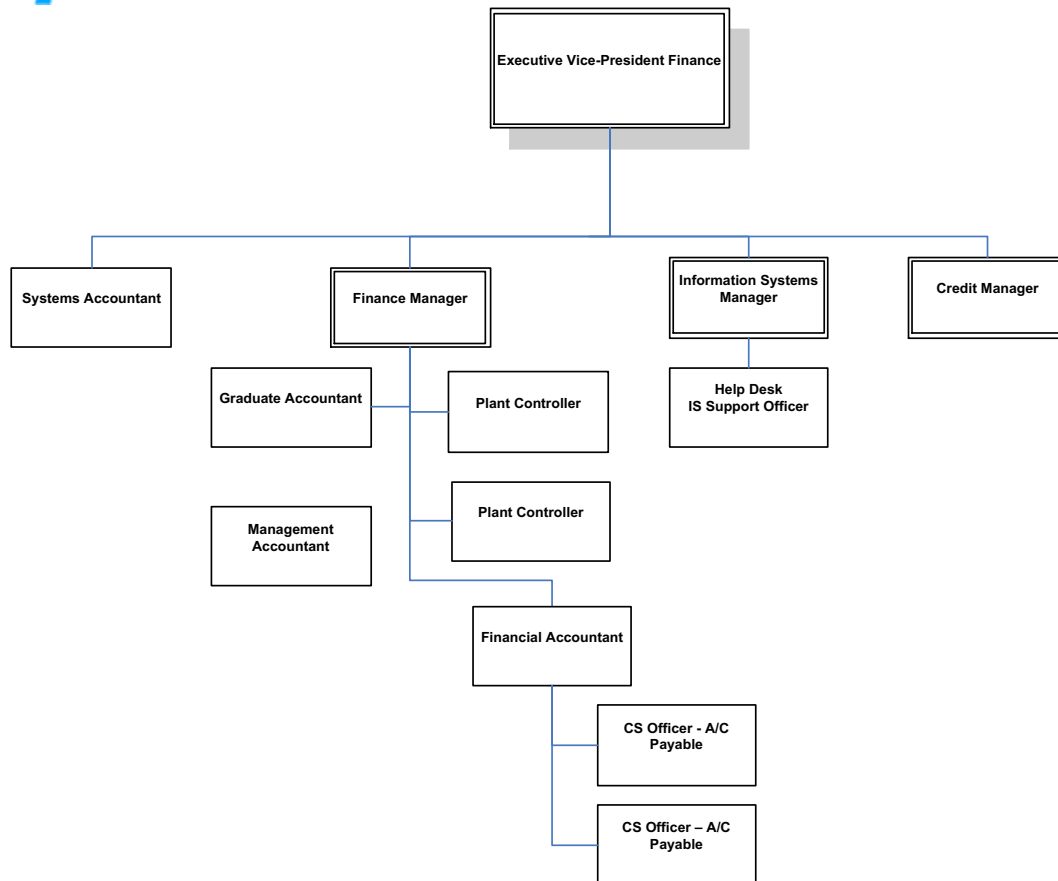 Executive Vice-President Finance
Systems Accountant
Finance Manager
Information Systems
Manager
Credit Manager
Graduate Accountant
Plant Controller
Help Desk
IS Support Officer
Plant Controller
Management
Accountant
Financial Accountant
CS Officer - A/C
Payable
CS Officer – A/C
Payable